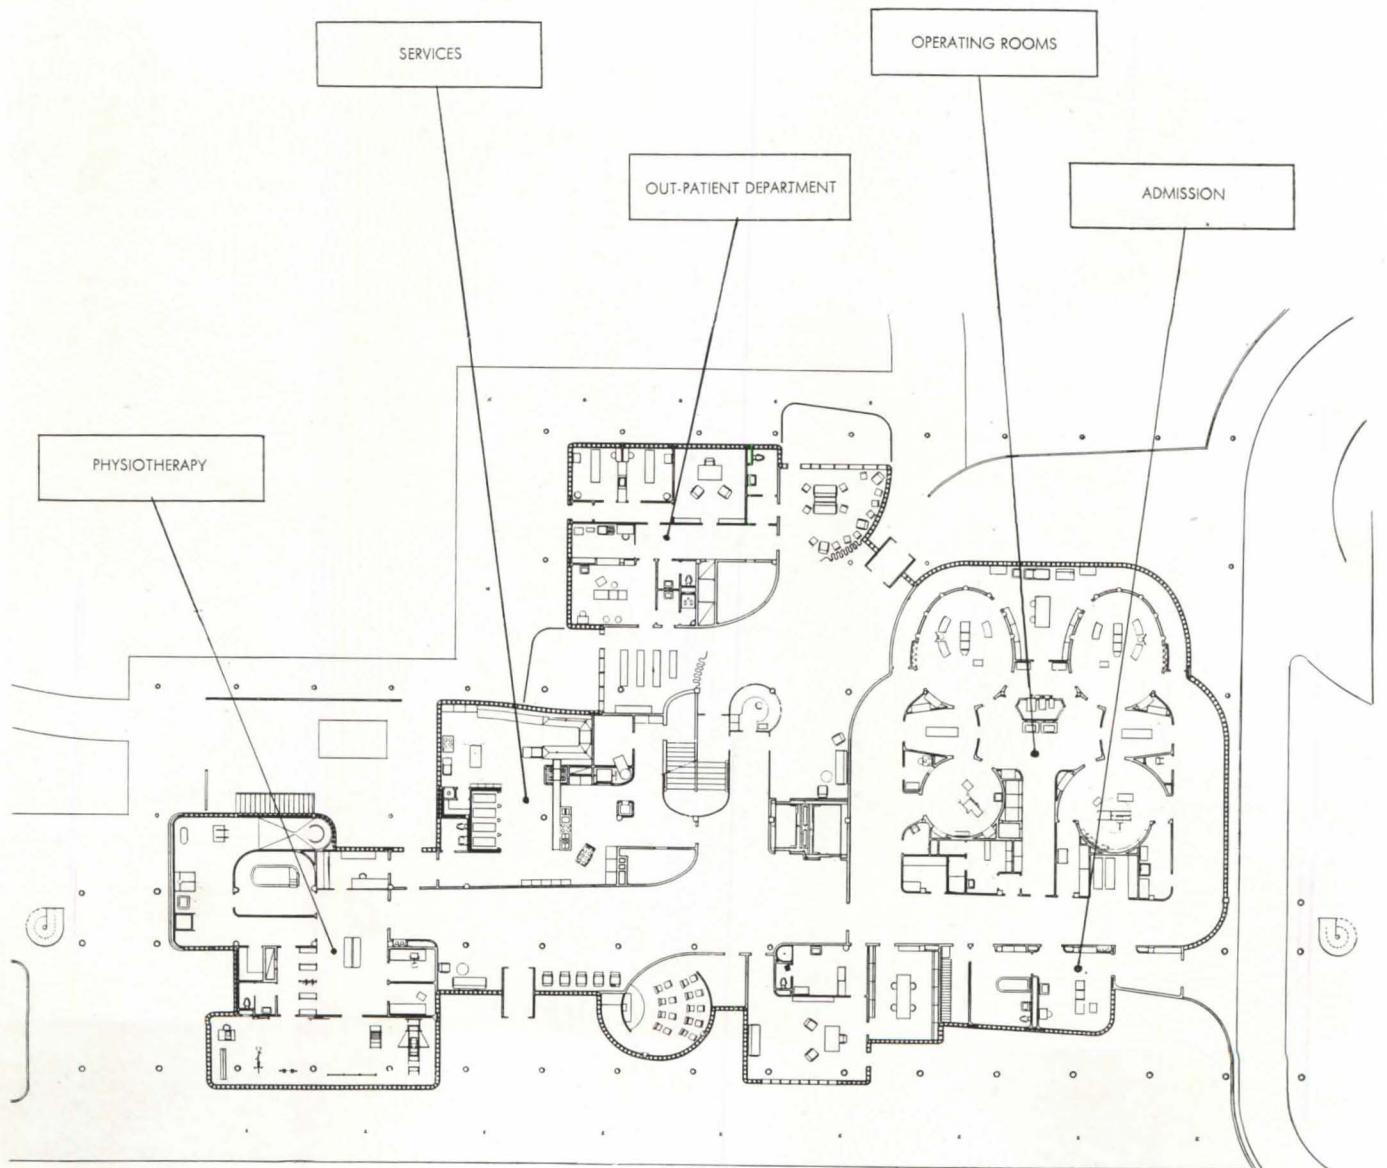 SERVICES
OPERATING ROOMS
OUT-PATIENT DEPARTMENT
ADMISSION
PHYSIOTHERAPY